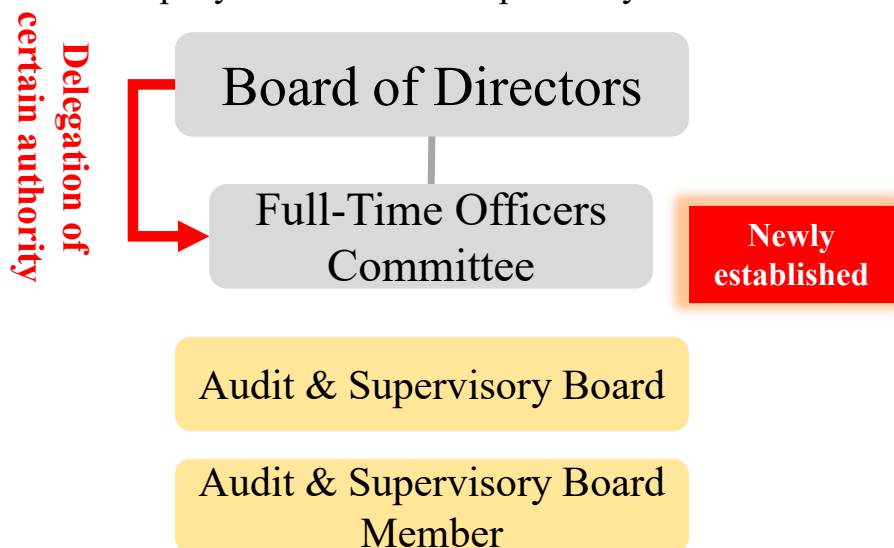 Delegation of
certain authority
Board of Directors
Full-Time Officers
Committee
Newly
established
Audit & Supervisory Board
Audit & Supervisory Board
Member